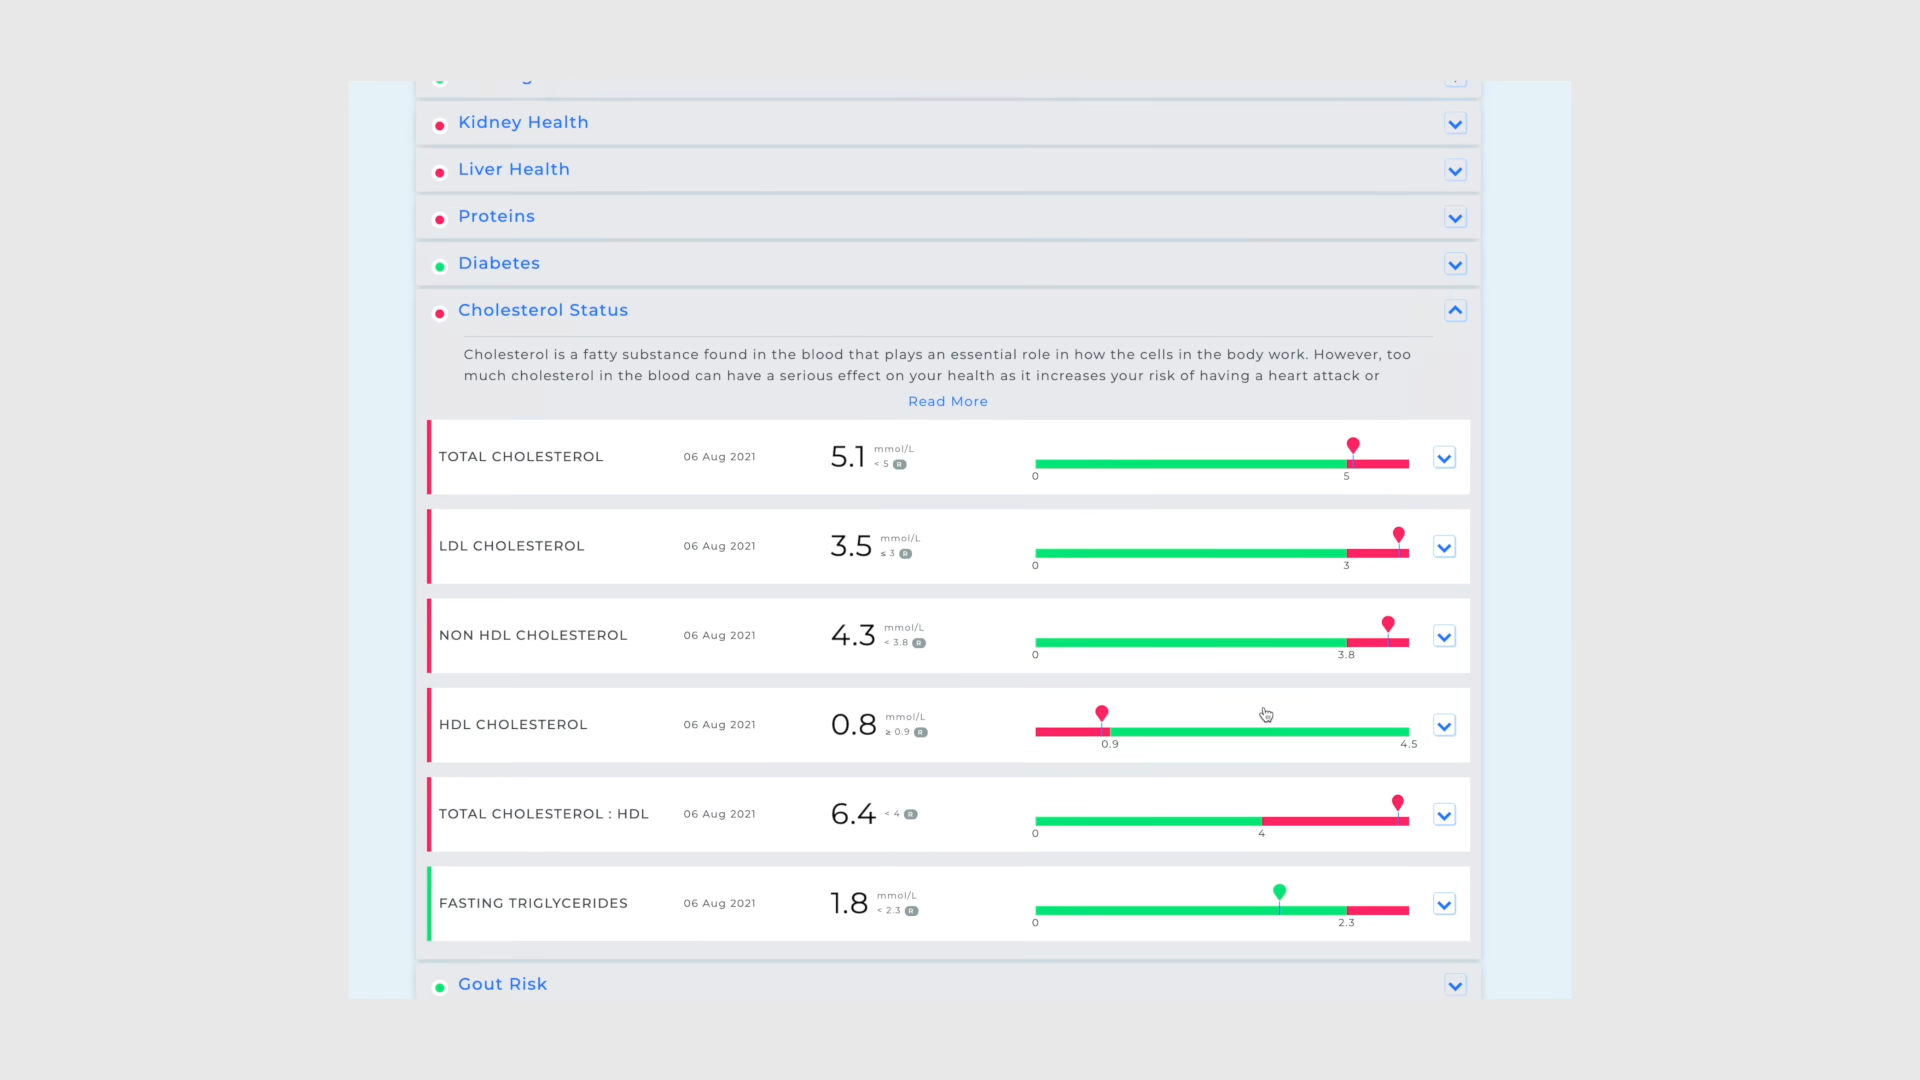 Kidney Health
Liver Health
Proteins
Diabetes
Cholesterol Status
Cholesterol is a fatty substance found in the blood that plays an essential role in how the cells in the body work. However, too
much cholesterol in the blood can have a serious effect on your health as it increases your risk of having a heart attack or
Read More
TOTAL CHOLESTEROL 06 Aug 2021 5.1 mmol/L
< 5 R
0 5
LDL CHOLESTEROL 06 Aug 2021 3.5 mmol/L
≤ 3 R
0 3
NON HDL CHOLESTEROL 06 Aug 2021 4.3 mmol/L
< 3.8 R
0 3.8
HDL CHOLESTEROL 06 Aug 2021 0.8 mmol/L
≥ 0.9 R
0.9 4.5
TOTAL CHOLESTEROL : HDL 06 Aug 2021 6.4 < 4 R
0 4
FASTING TRIGLYCERIDES 06 Aug 2021 1.8 mmol/L
< 2.3 R
0 2.3
Gout Risk